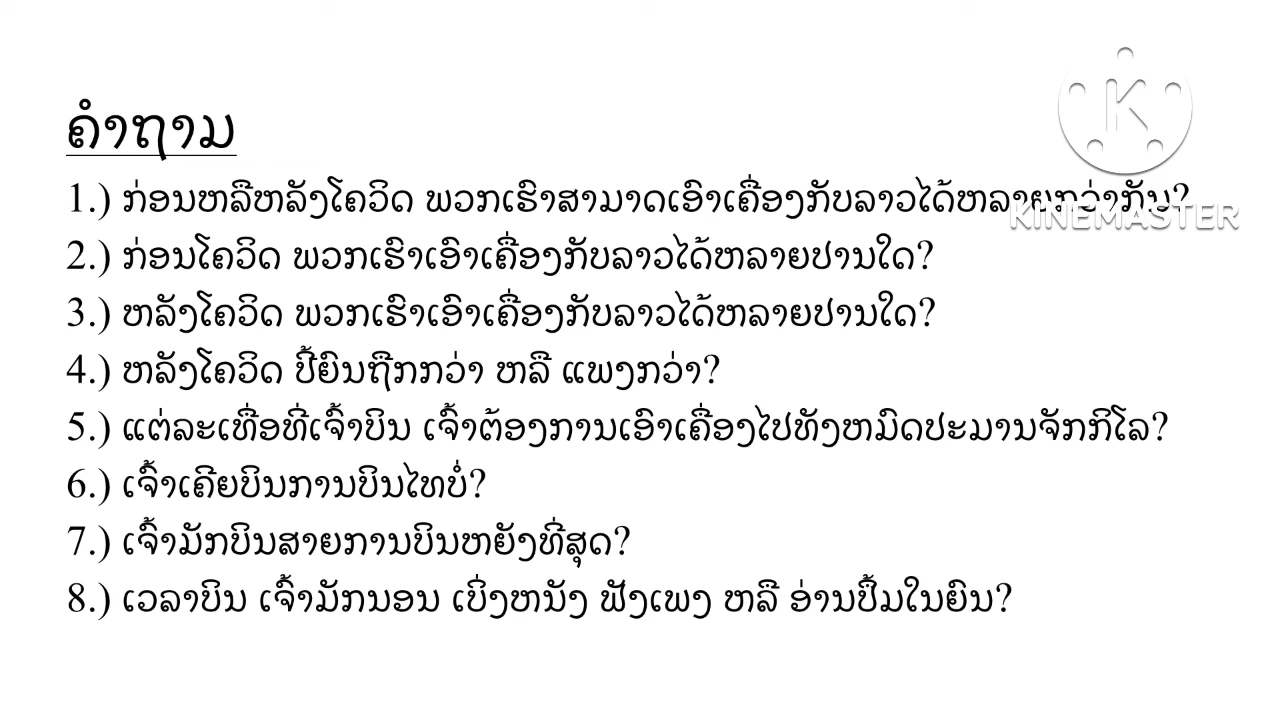 ຄໍາຖາມ
1.) ກ່ອນຫລືຫລັງໂຄວິດ ພວກເຮົາສາມາດເອົາເຄື່ອງກັບລາວໄດ້ຫລາຍກວ່າກັນ?
KINEMASTER
2.) ກ່ອນໂຄວິດ ພວກເຮົາເອົາເຄື່ອງກັບລາວໄດ້ຫລາຍປານໃດ?
3.) ຫລັງໂຄວິດ ພວກເຮົາເອົາເຄື່ອງກັບລາວໄດ້ຫລາຍປານໃດ?
4.) ຫລັງໂຄວິດ ປີ້ຍົນຖືກກວ່າ ຫລື ແພງກວ່າ?
5.) ແຕ່ລະເທື່ອທີ່ເຈົ້າບິນ ເຈົ້າຕ້ອງການເອົາເຄື່ອງໄປທັງຫມົດປະມານຈັກກິໂລ?
6.) ເຈົ້າເຄີຍບິນການບິນໄທບໍ່?
7.) ເຈົ້າມັກບິນສາຍການບິນຫຍັງທີ່ສຸດ?
8.) ເວລາບິນ ເຈົ້າມັກນອນ ເບິ່ງຫນັງ ຟັງເພງ ຫລື ອ່ານປຶ້ມໃນຍົນ?